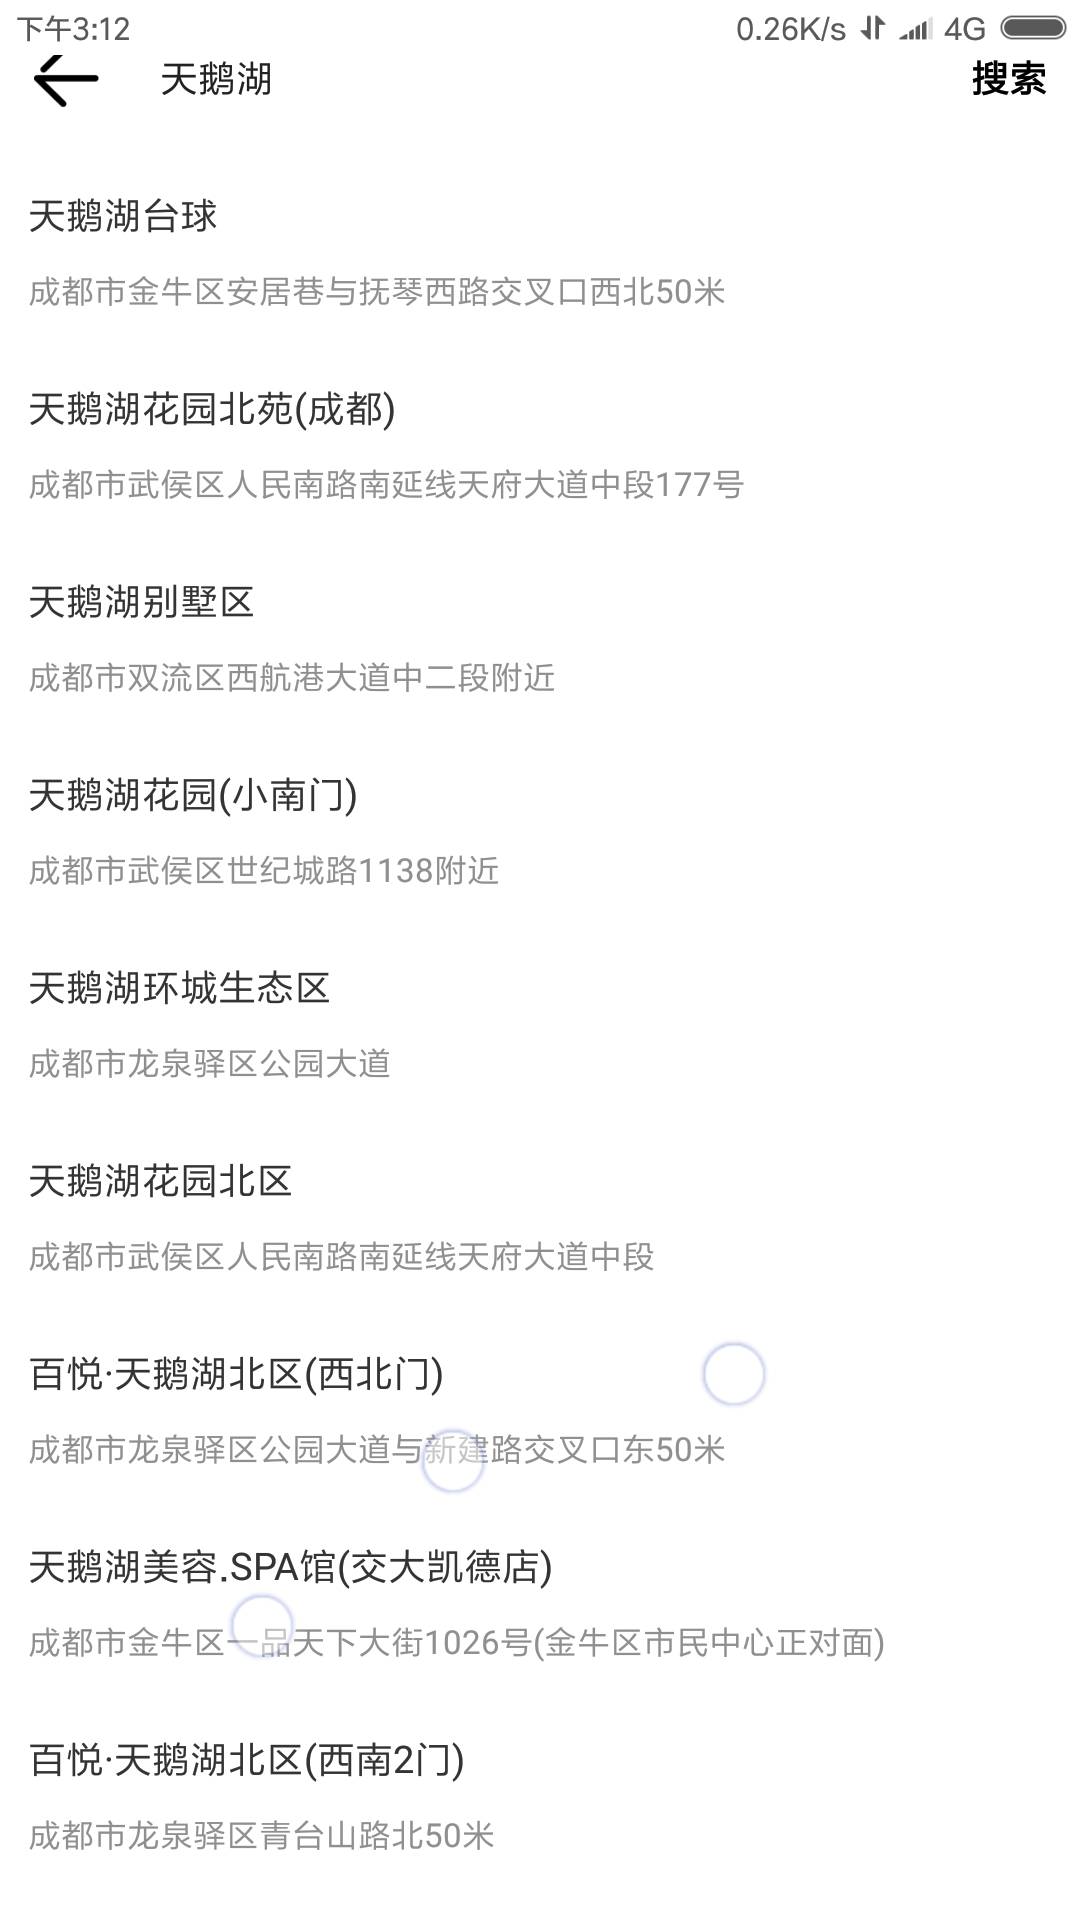 下午3:12
0.26K/s 4G
天鹅湖
搜索
天鹅湖台球
成都市金牛区安居巷与抚琴西路交叉口西北50米
天鹅湖花园北苑(成都)
成都市武侯区人民南路南延线天府大道中段177号
天鹅湖别墅区
成都市双流区西航港大道中二段附近
天鹅湖花园(小南门)
成都市武侯区世纪城路1138附近
天鹅湖环城生态区
成都市龙泉驿区公园大道
天鹅湖花园北区
成都市武侯区人民南路南延线天府大道中段
百悦·天鹅湖北区(西北门)
成都市龙泉驿区公园大道与新建路交叉口东50米
天鹅湖美容.SPA馆(交大凯德店)
成都市金牛区一品天下大街1026号(金牛区市民中心正对面)
百悦·天鹅湖北区(西南2门)
成都市龙泉驿区青台山路北50米